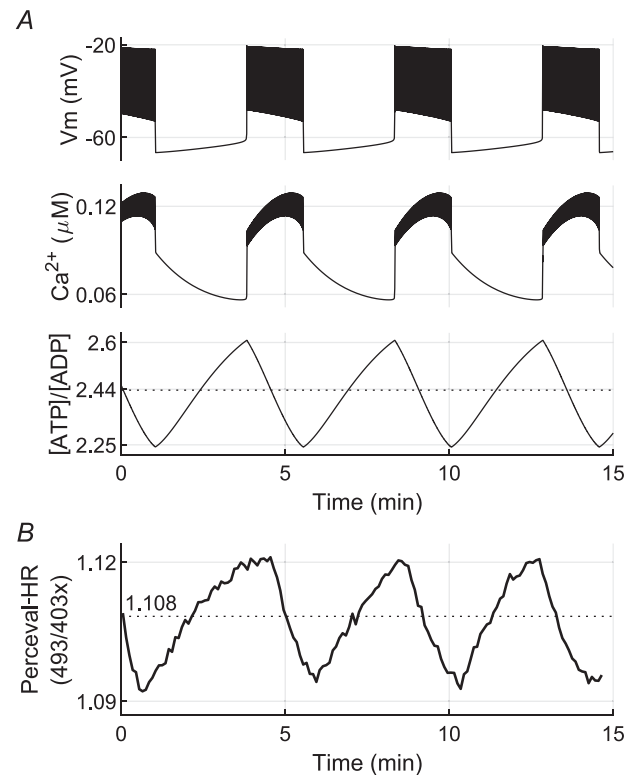 A
-20
-60
Vm (mV)
0.12
0.06
Ca2+ (μM)
2.6
2.44
2.25
[ATP]/[ADP]
0 5 10 15
Time (min)
B
1.12
1.108
1.09
Perceval-HR
(493/403x)
0 5 10 15
Time (min)